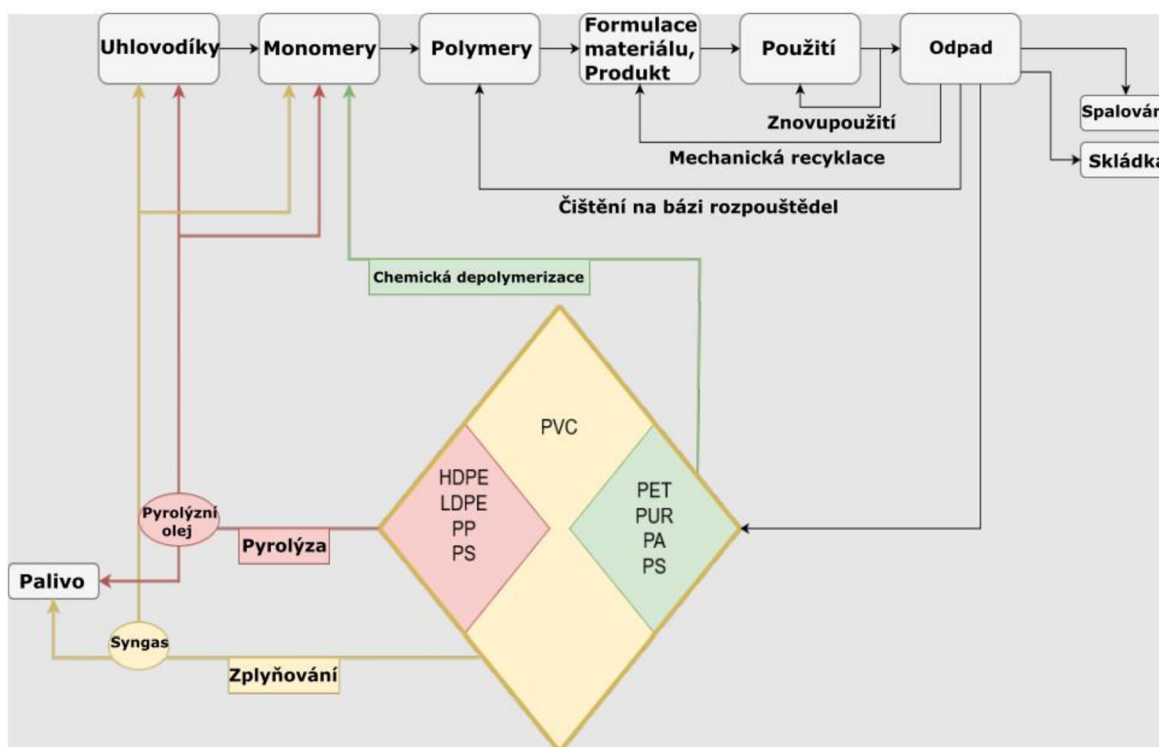 Uhlovodíky
Monomery
Polymery
Formulace
materiálu,
Produkt
Použití
Odpad
Spalován
Skládka
Znovupoužití
Mechanická recyklace
Čištění na bázi rozpouštědel
Chemická depolymerizace
PVC
HDPE
LDPE
PP
PS
PET
PUR
PA
PS
Pyrolýzní
olej
Pyrolýza
Palivo
Syngas
Zplyňování